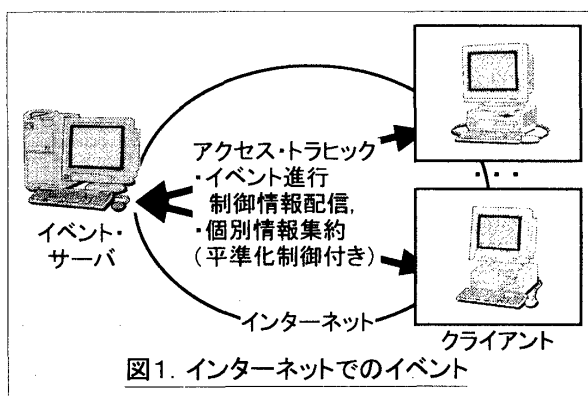 アクセス・トラヒック
・イベント進行
制御情報配信,
・個別情報集約
(平準化制御付き)
イベント・
サーバ
・・・
インターネット
クライアント
図1. インターネットでのイベント